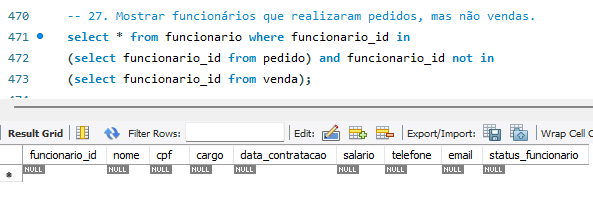 470 -- 27. Mostrar funcionários que realizaram pedidos, mas não vendas.
471 select * from funcionario where funcionario_id in
472 (select funcionario_id from pedido) and funcionario_id not in
473 (select funcionario_id from venda);
Result Grid Filter Rows: Edit: Export/Import: Wrap Cell C
funcionario_id nome cpf cargo data_contratacao salario telefone email status_funcionario
NULL NULL NULL NULL NULL NULL NULL NULL NULL